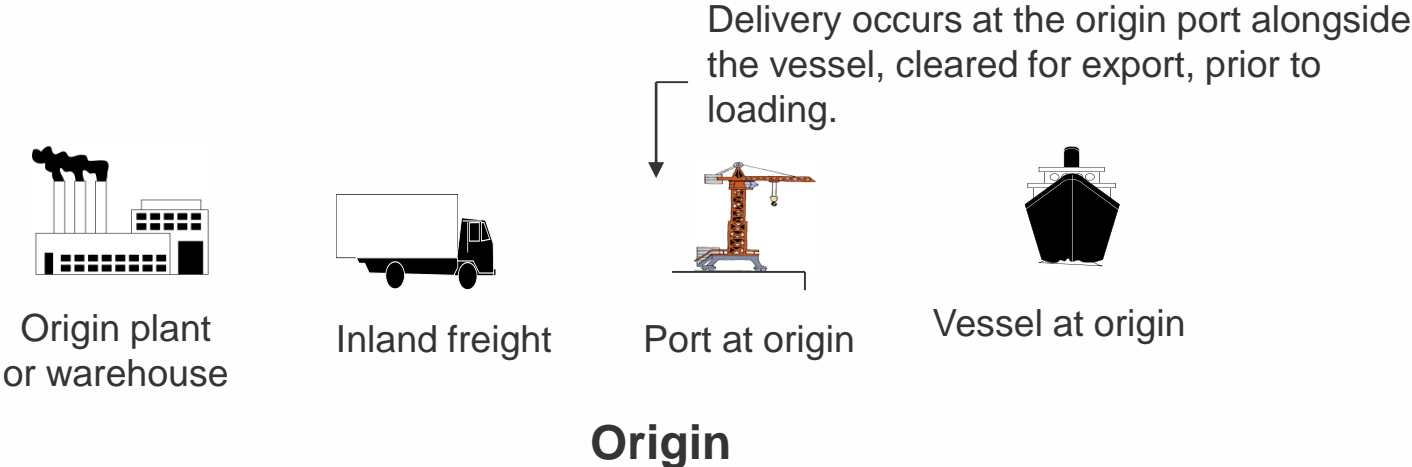 Delivery occurs at the origin port alongside
the vessel, cleared for export, prior to
loading.
Origin plant
or warehouse
Inland freight
Port at origin
Vessel at origin
Origin